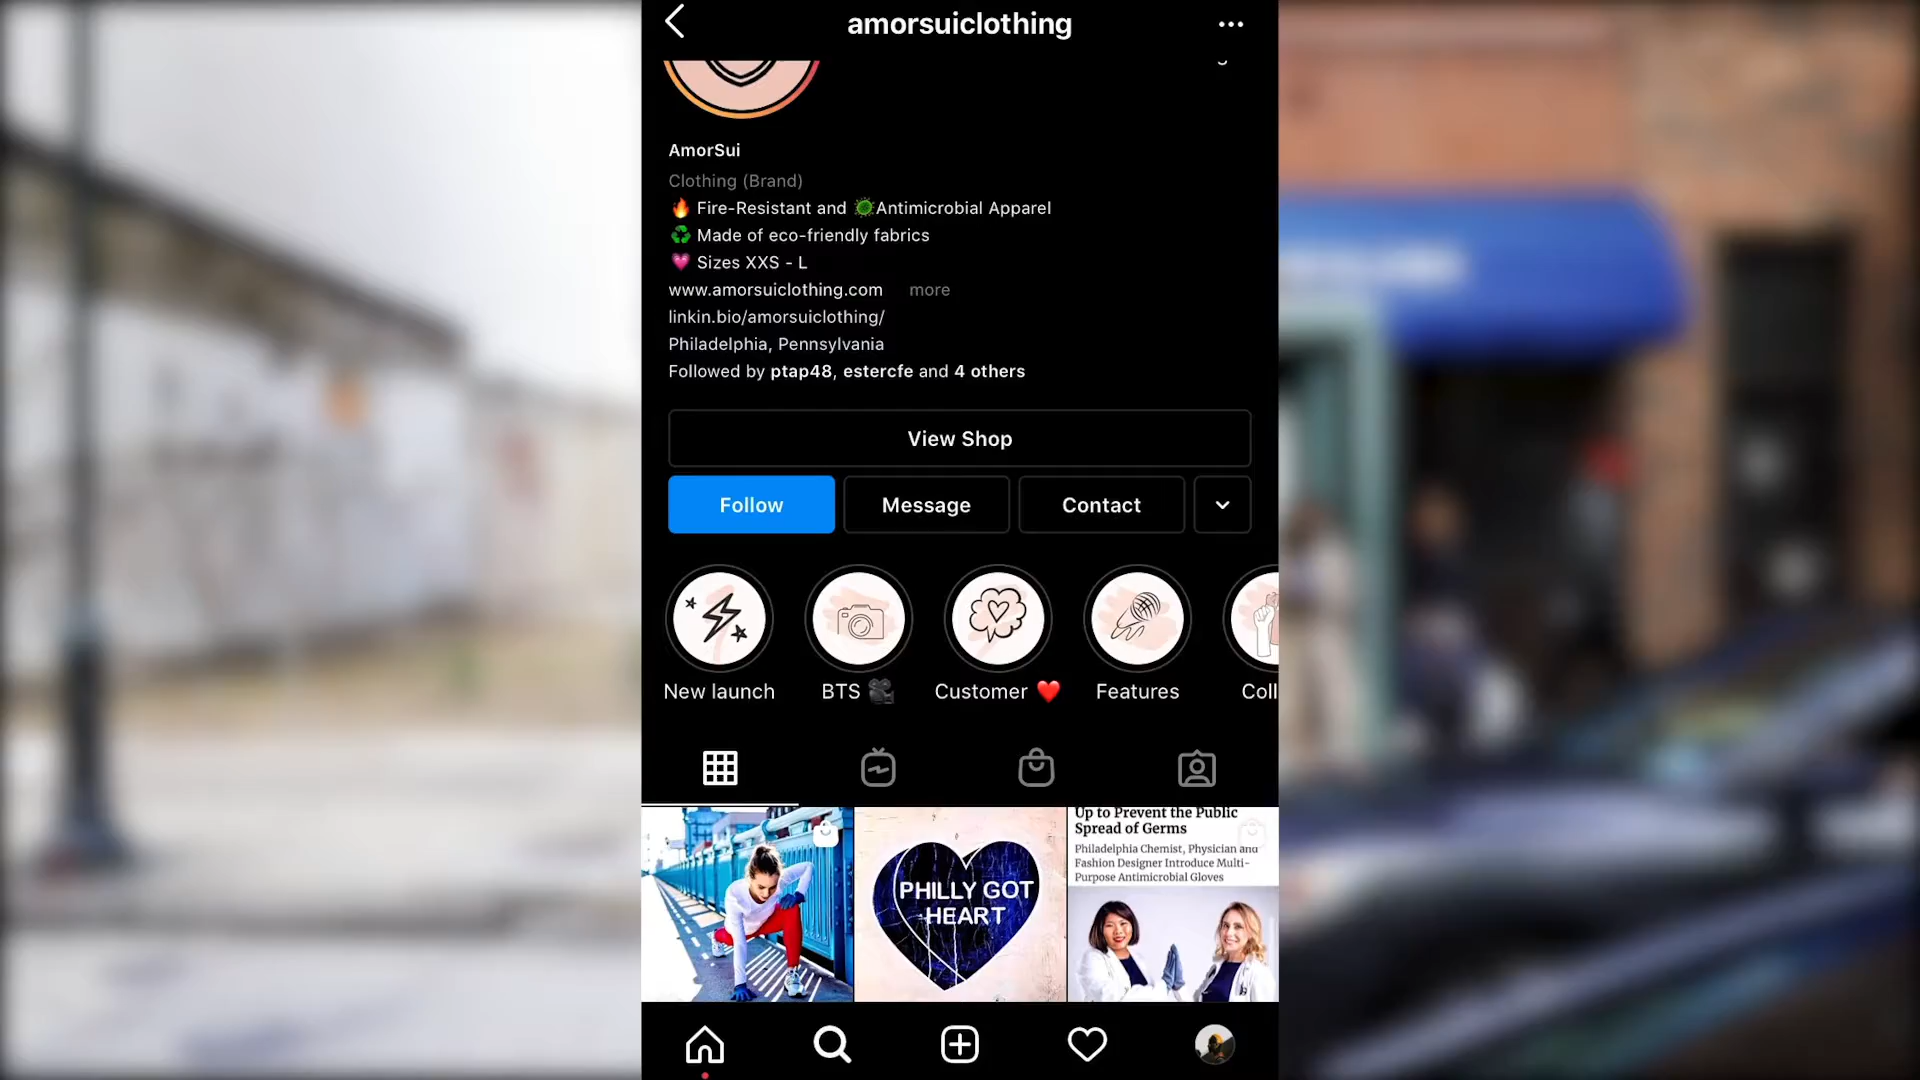 amorsuiclothing
AmorSui
Clothing (Brand)
🔥 Fire-Resistant and 🦠Antimicrobial Apparel
♻️ Made of eco-friendly fabrics
💗 Sizes XXS - L
www.amorsuiclothing.com more
linkin.bio/amorsuiclothing/
Philadelphia, Pennsylvania
Followed by ptap48, estercfe and 4 others
View Shop
Follow Message Contact
New launch BTS 🎥 Customer ❤️ Features Coll
PHILLY GOT
HEART
Up to Prevent the Public
Spread of Germs
Philadelphia Chemist, Physician and
Fashion Designer Introduce Multi-
Purpose Antimicrobial Gloves